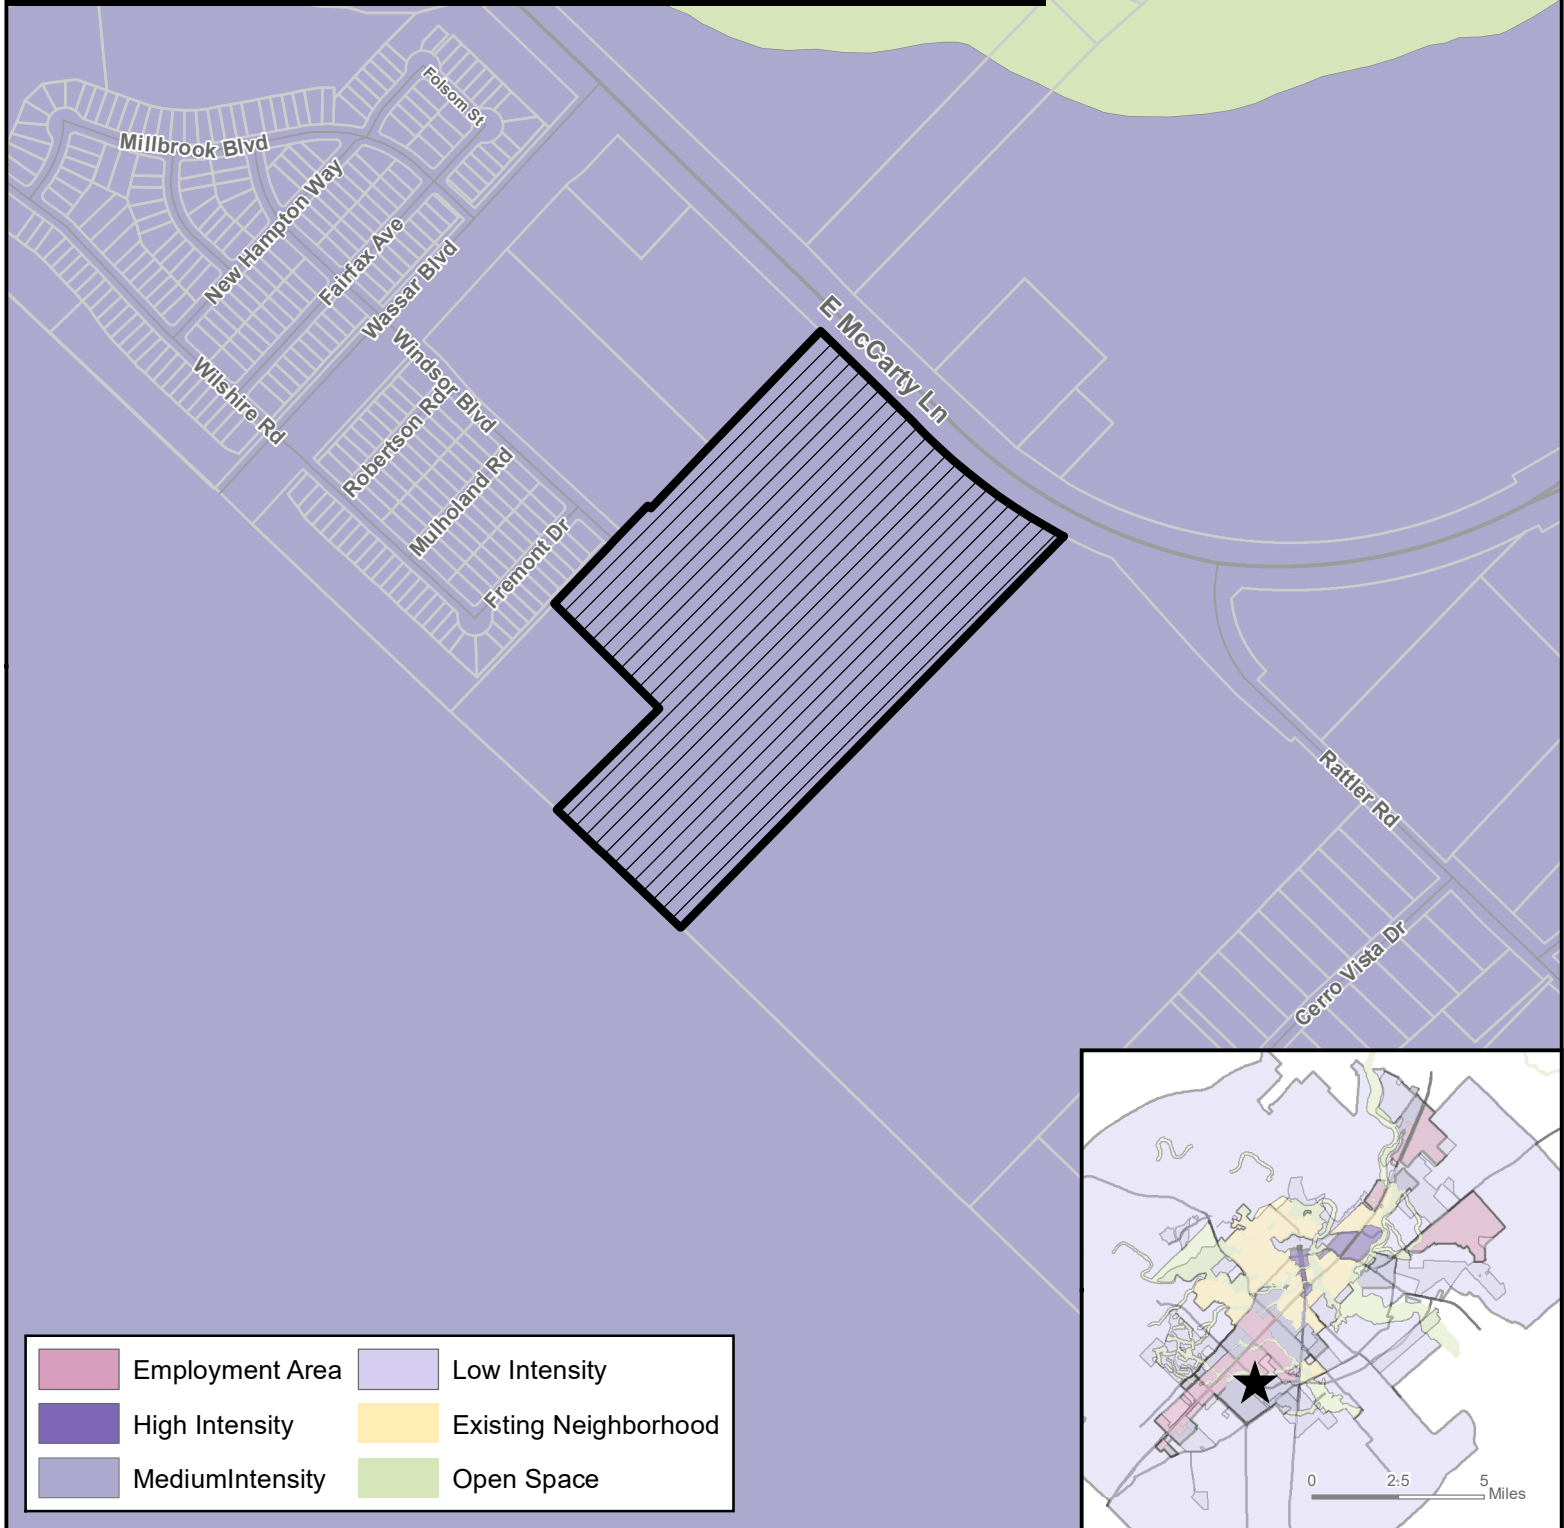 Folsom St
Millbrook Blvd
New Hampton Way
Fairfax Ave
Wassar Blvd
E McCarty Ln
Windsor Blvd
Wilshire Rd
Robertson Rd
Mulholand Rd
Fremont Dr
Rattler Rd
Cerro Vista Dr
Employment Area
Low Intensity
High Intensity
Existing Neighborhood
MediumIntensity
Open Space
0 2.5 5
Miles